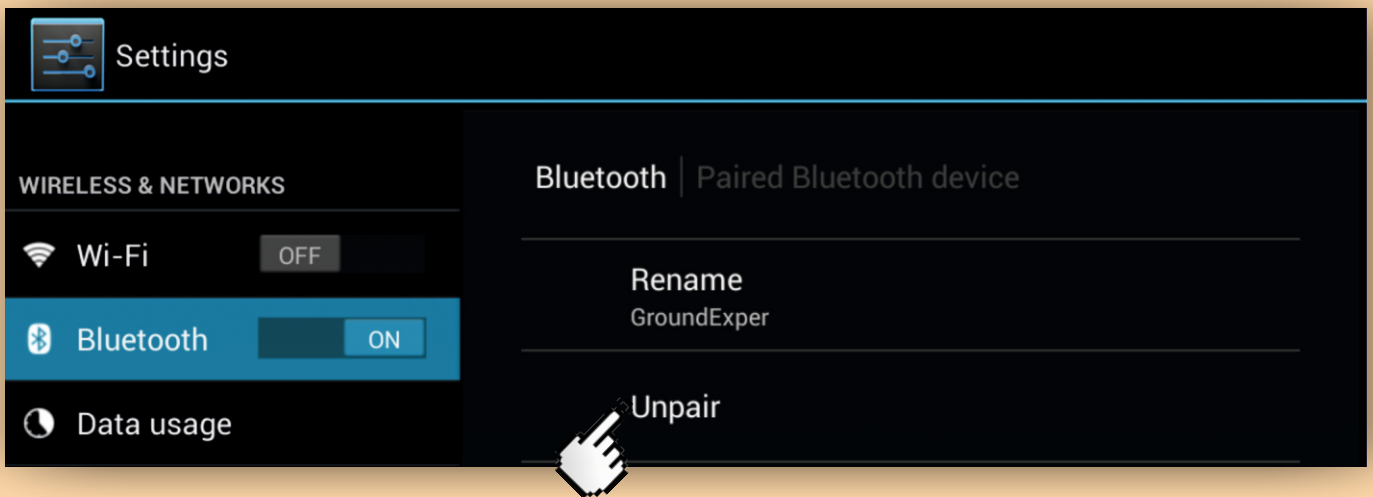 Settings
WIRELESS & NETWORKS
Wi-Fi OFF
Bluetooth ON
Data usage
Bluetooth | Paired Bluetooth device
Rename
GroundExper
Unpair